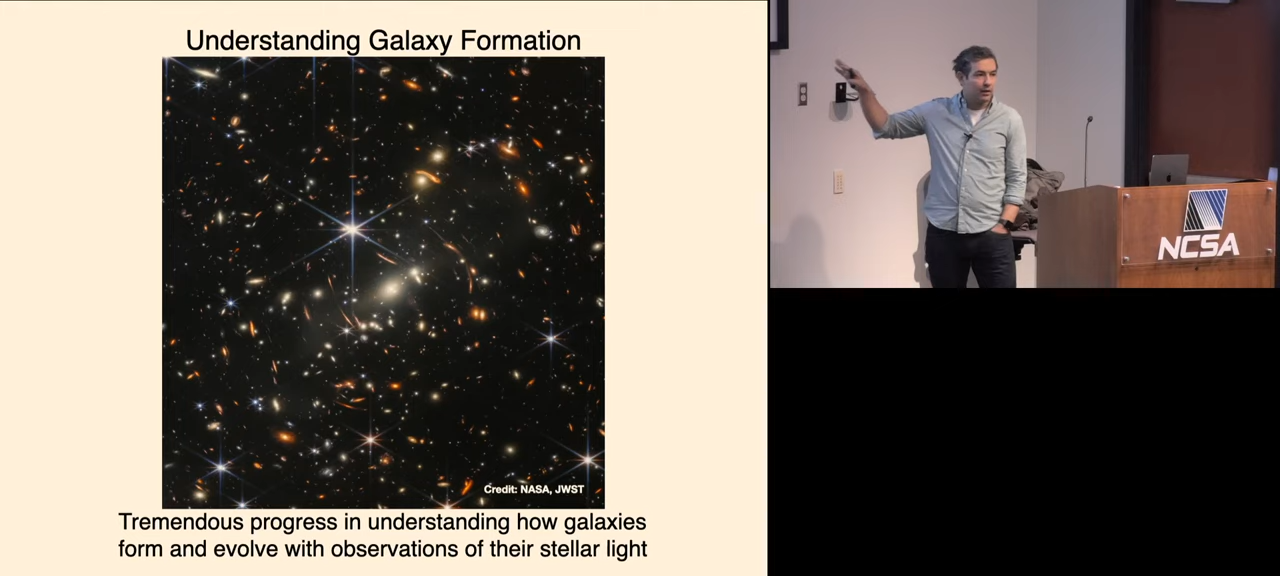 Understanding Galaxy Formation
Credit: NASA, JWST
Tremendous progress in understanding how galaxies
form and evolve with observations of their stellar light
NCSA